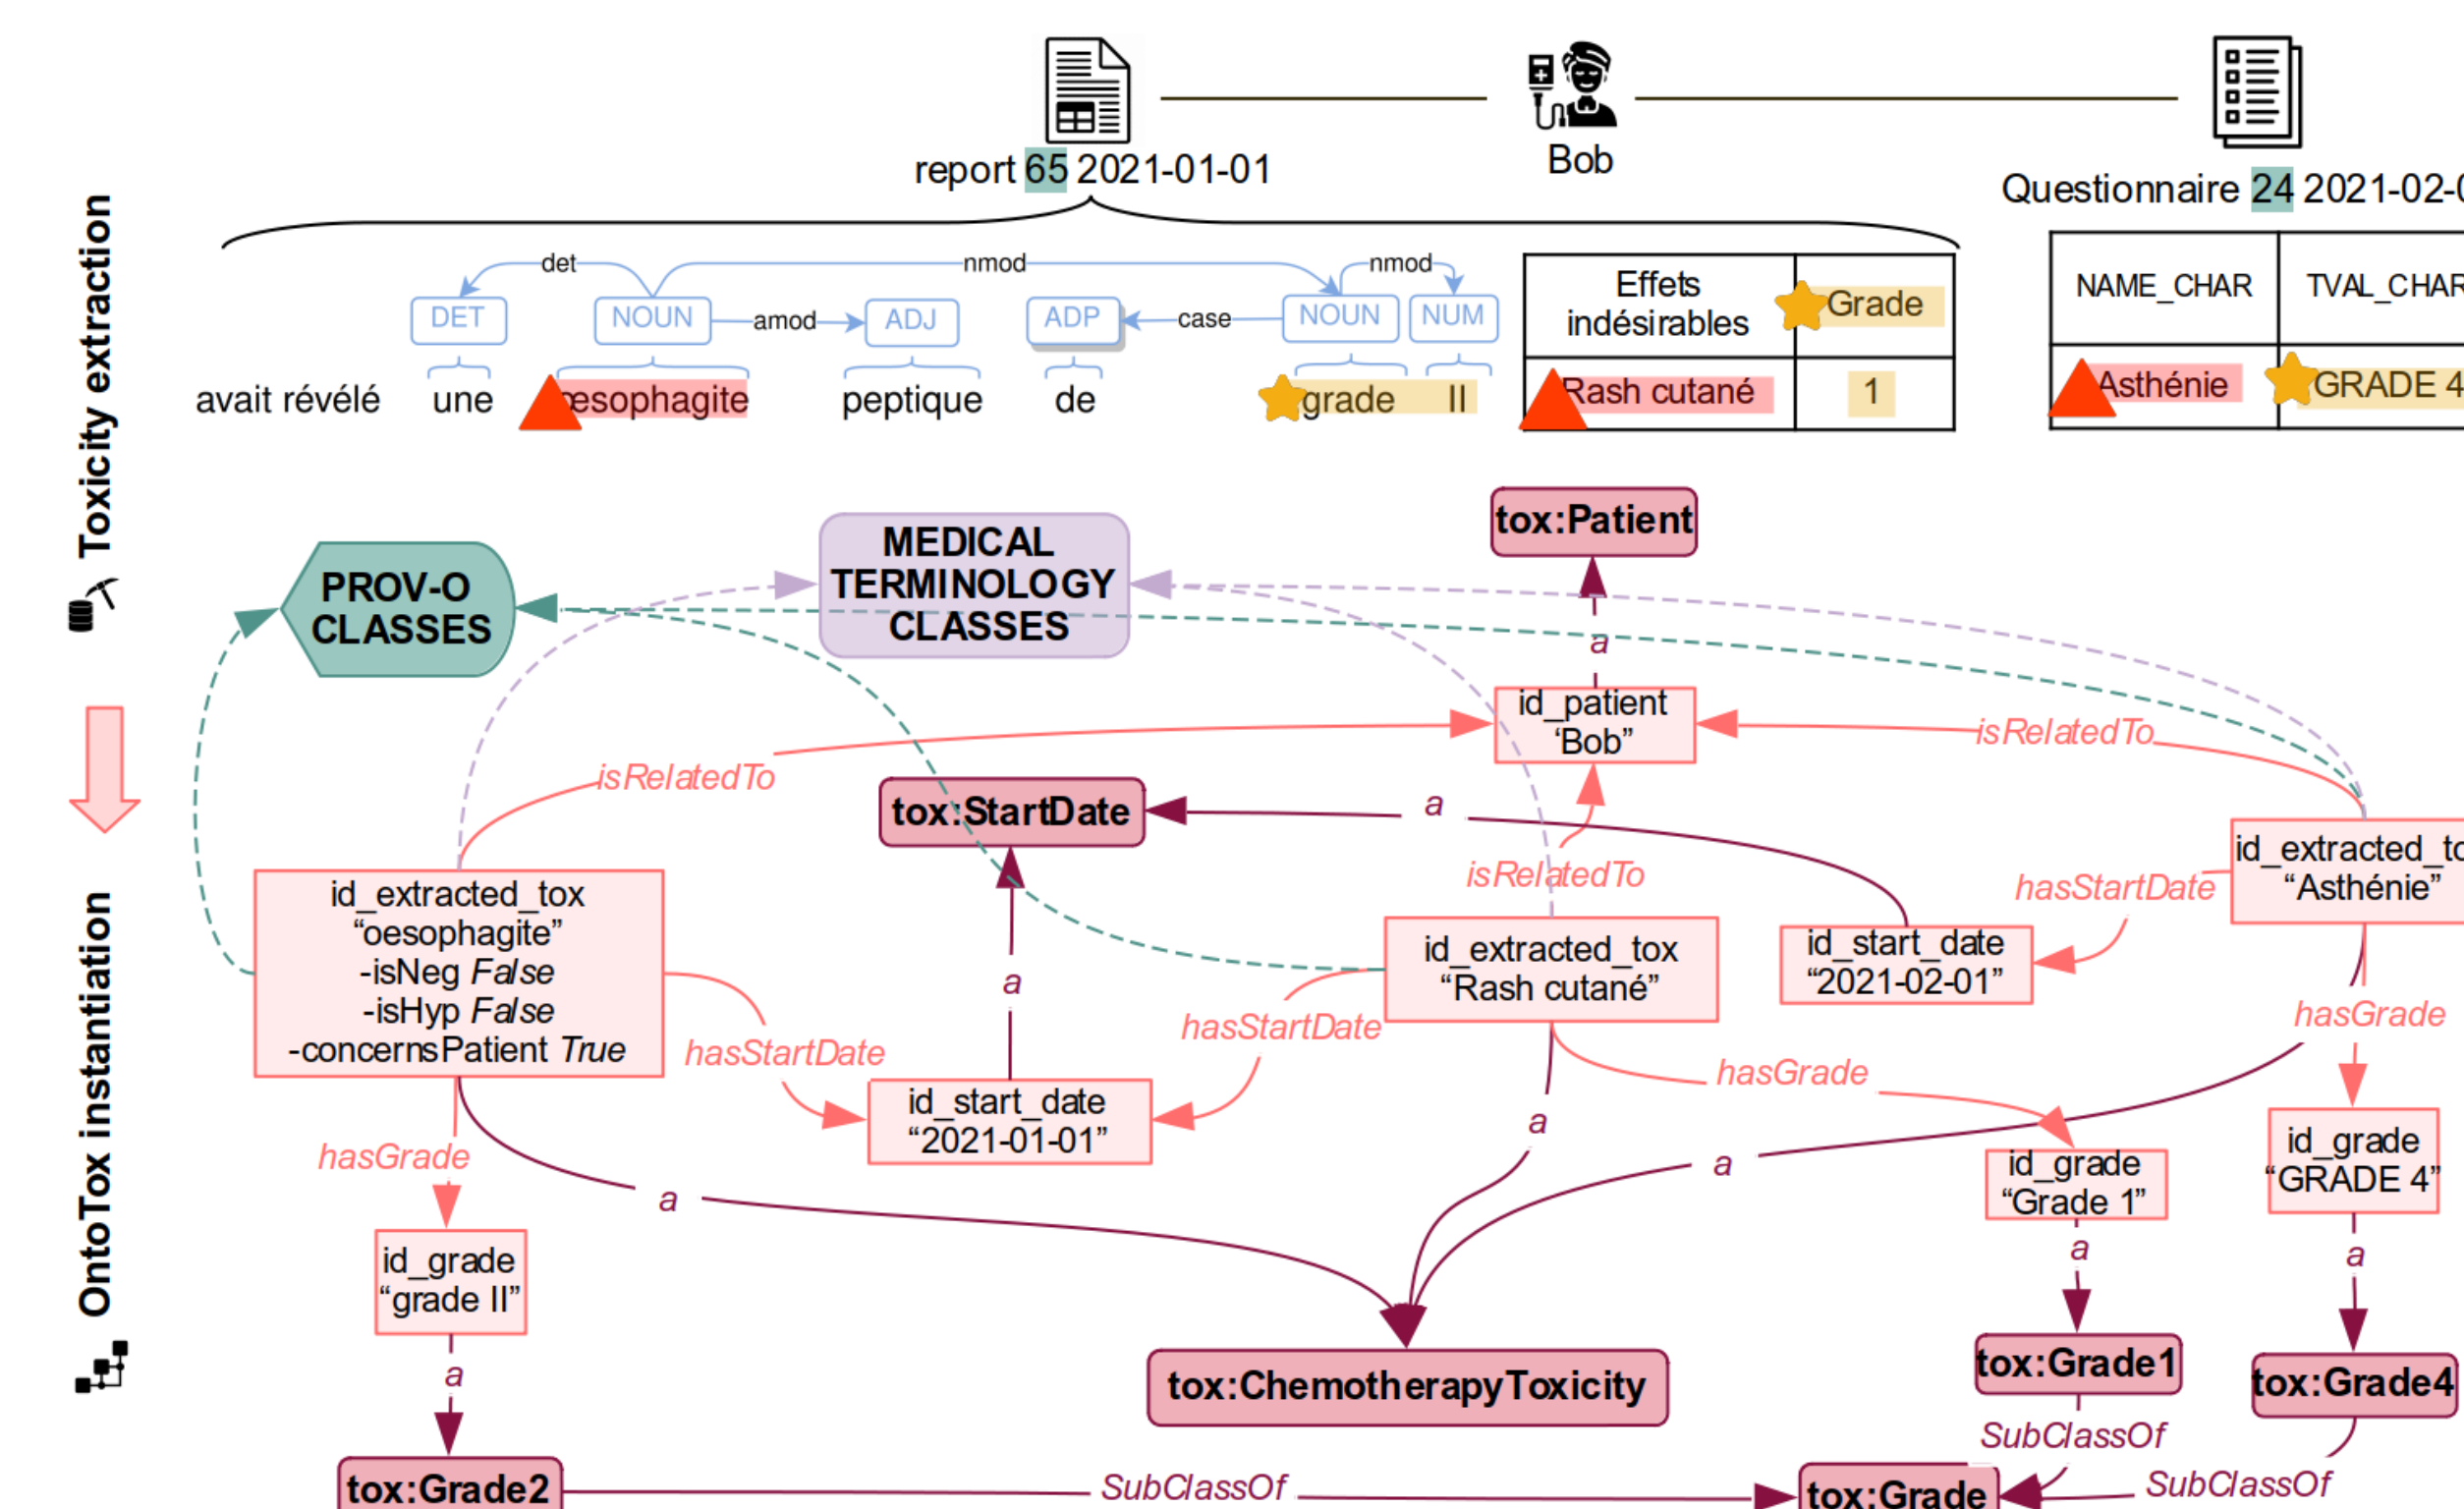 report 65 2021-01-01
Bob
Questionnaire 24 2021-02-0
Toxicity extraction
det
nmod
nmod
DET
NOUN
amod
ADJ
ADP
case
NOUN
NUM
avait révélé une œsophagite peptique de grade II
Effets indésirables
Grade
Rash cutané
1
NAME_CHAR
TVAL_CHAR
Asthénie
GRADE 4
OntoTox instantiation
PROV-O
CLASSES
MEDICAL
TERMINOLOGY
CLASSES
tox:Patient
a
id_patient
‘Bob”
isRelatedTo
isRelatedTo
isRelatedTo
tox:StartDate
a
a
id_extracted_tox
“oesophagite”
-isNeg False
-isHyp False
-concernsPatient True
hasStartDate
id_start_date
“2021-01-01”
hasStartDate
id_extracted_tox
“Rash cutané”
id_start_date
“2021-02-01”
hasStartDate
id_extracted_to
“Asthénie”
hasGrade
hasGrade
hasGrade
a
a
a
id_grade
“grade II”
id_grade
“Grade 1”
id_grade
“GRADE 4”
a
a
a
tox:Grade2
tox:ChemotherapyToxicity
tox:Grade1
tox:Grade4
SubClassOf
SubClassOf
SubClassOf
tox:Grade